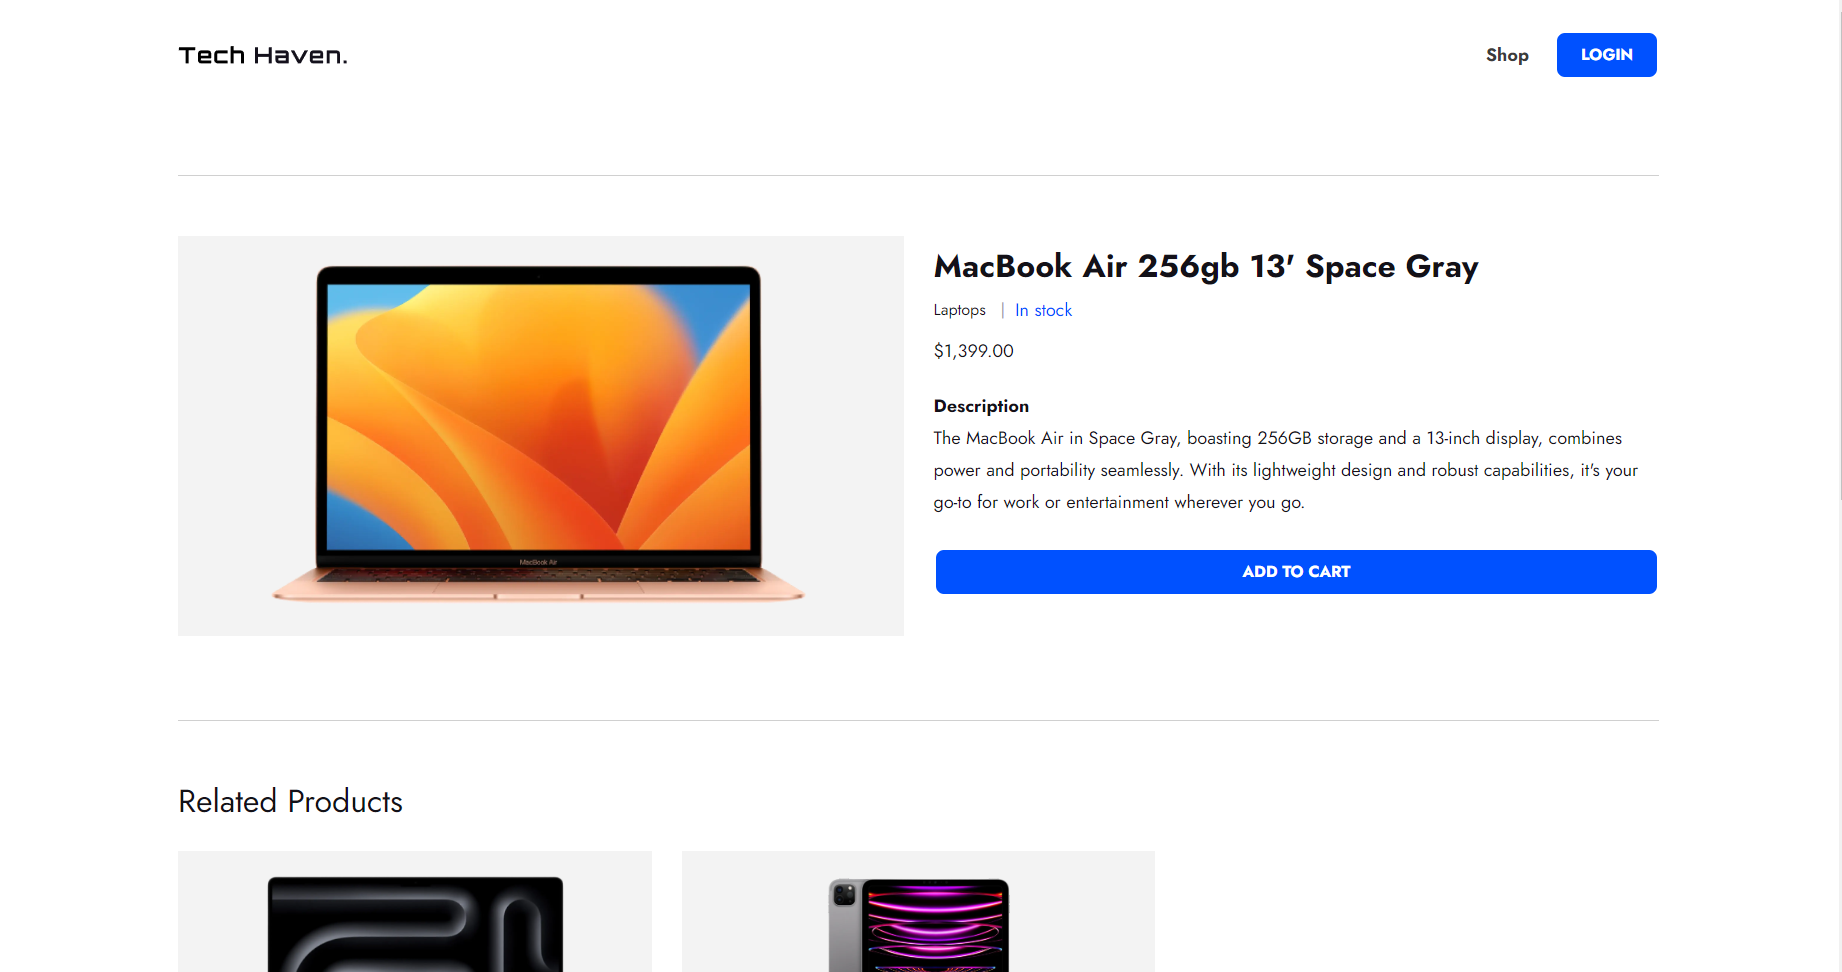 Tech Haven.
Shop
LOGIN
MacBook Air 256gb 13' Space Gray
Laptops | In stock
$1,399.00
Description
The MacBook Air in Space Gray, boasting 256GB storage and a 13-inch display, combines
power and portability seamlessly. With its lightweight design and robust capabilities, it's your
go-to for work or entertainment wherever you go.
ADD TO CART
MacBook Air
Related Products